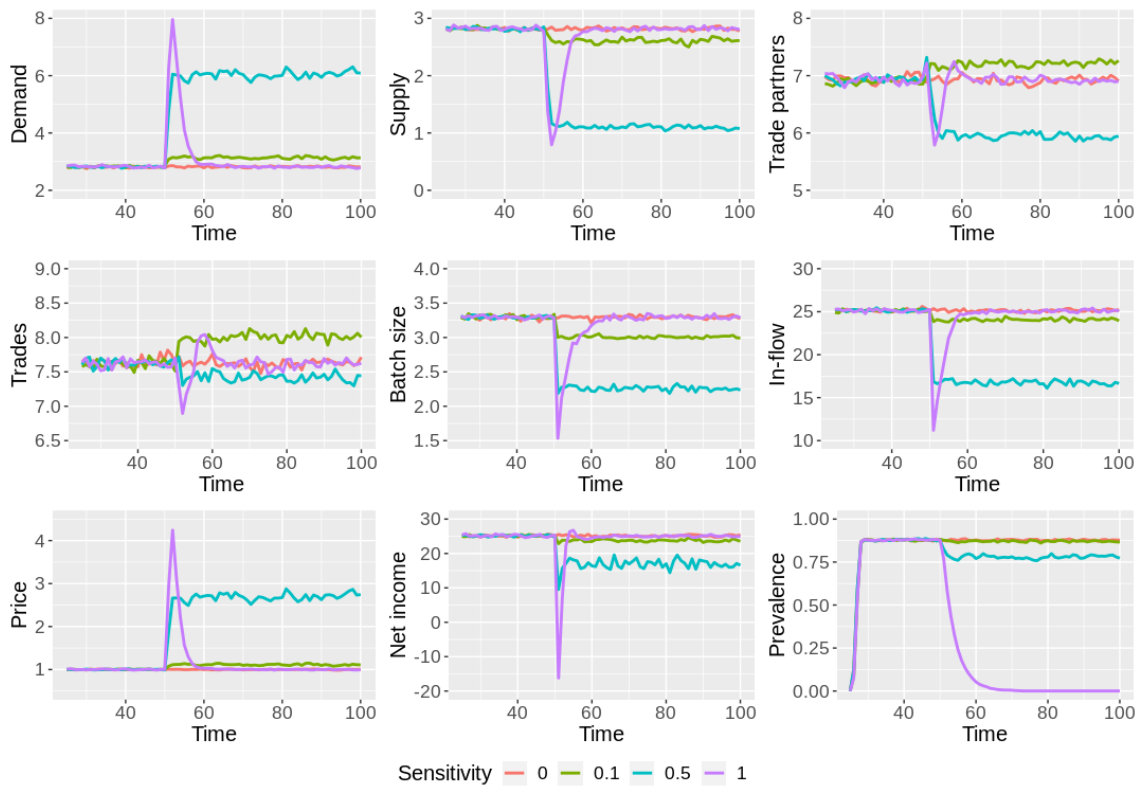 Demand
8
6
4
2
40 60 80 100
Time
Supply
3
2
1
0
40 60 80 100
Time
Trade partners
8
7
6
5
40 60 80 100
Time
Trades
9.0
8.5
8.0
7.5
7.0
6.5
40 60 80 100
Time
Batch size
4.0
3.5
3.0
2.5
2.0
1.5
40 60 80 100
Time
In-flow
30
25
20
15
10
40 60 80 100
Time
Price
4
3
2
1
40 60 80 100
Time
Net income
30
20
10
0
-10
-20
40 60 80 100
Time
Prevalence
1.00
0.75
0.50
0.25
0.00
40 60 80 100
Time
Sensitivity 0 0.1 0.5 1